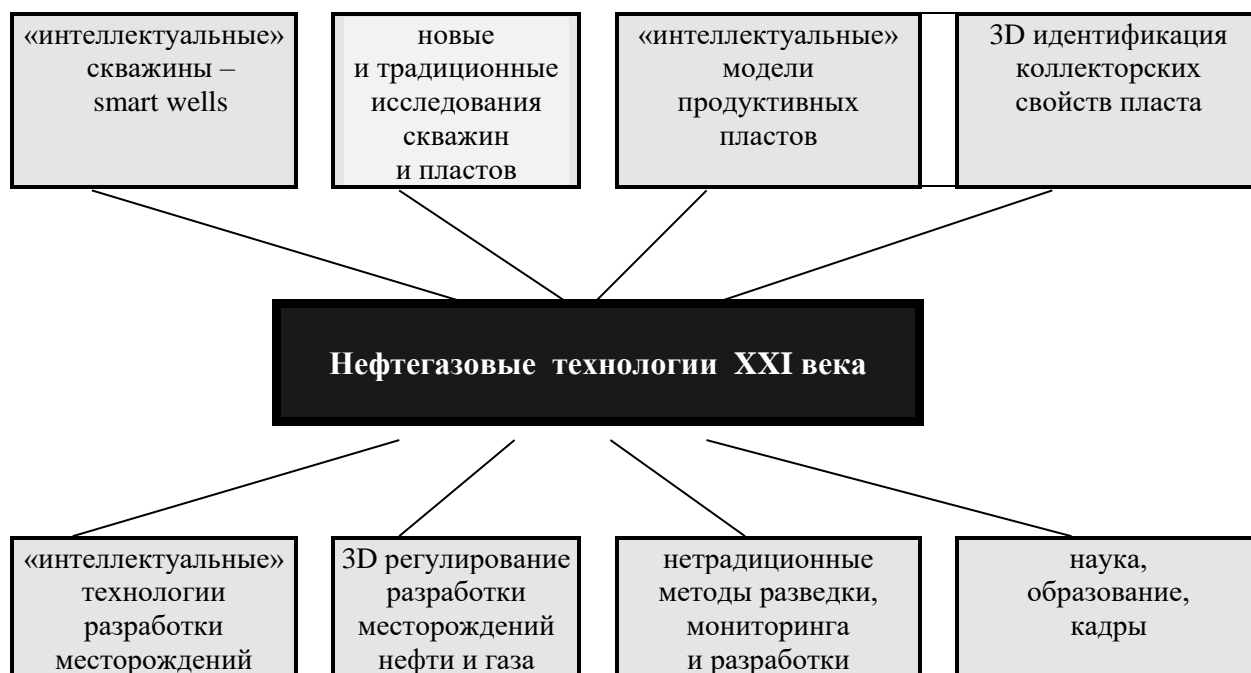 «интеллектуальные»
скважины –
smart wells
новые
и традиционные
исследования
скважин
и пластов
«интеллектуальные»
модели
продуктивных
пластов
3D идентификация
коллекторских
свойств пласта
Нефтегазовые технологии XXI века
«интеллектуальные»
технологии
разработки
месторождений
3D регулирование
разработки
месторождений
нефти и газа
нетрадиционные
методы разведки,
мониторинга
и разработки
наука,
образование,
кадры